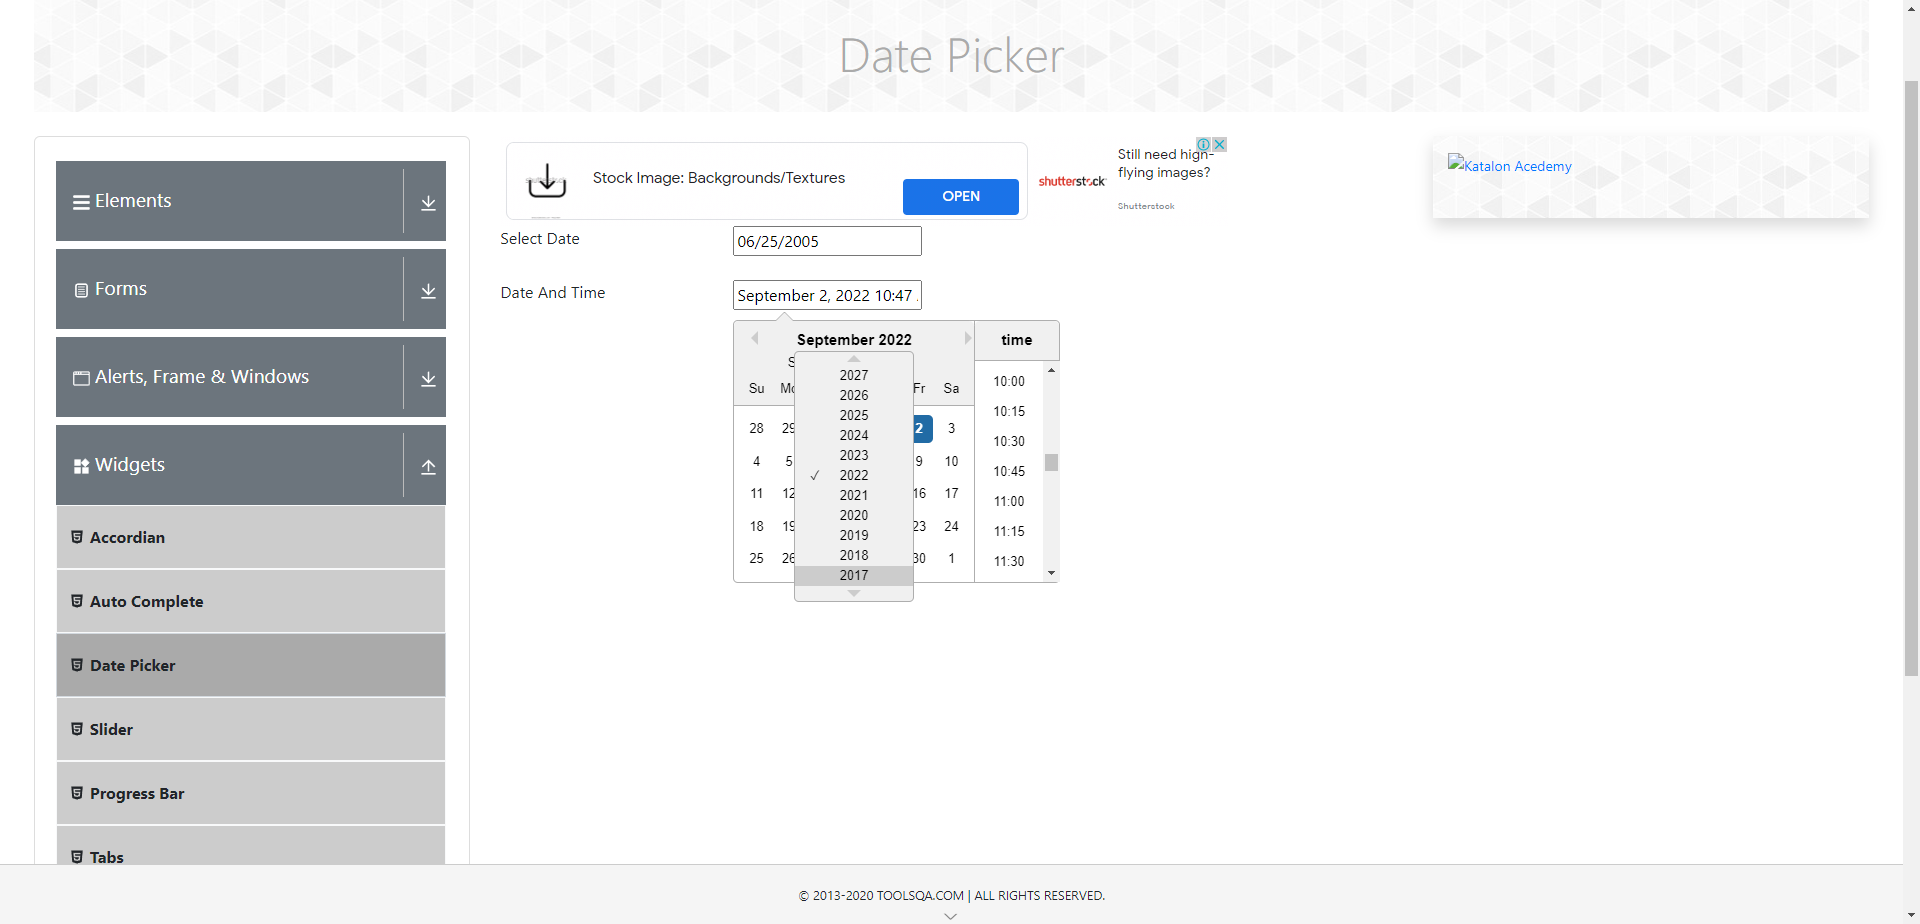 Date Picker
Elements
Forms
Alerts, Frame & Windows
Widgets
Accordian
Auto Complete
Date Picker
Slider
Progress Bar
Tabs
Stock Image: Backgrounds/Textures
OPEN
shutterstock
Still need high-
flying images?
Shutterstock
Katalon Acedemy
Select Date
06/25/2005
Date And Time
September 2, 2022 10:47
September 2022
time
S
Su Mo Fr Sa
28 29 2 3
4 5 9 10
11 12 16 17
18 19 23 24
25 26 30 1
2027
2026
2025
2024
2023
✓ 2022
2021
2020
2019
2018
2017
10:00
10:15
10:30
10:45
11:00
11:15
11:30
© 2013-2020 TOOLSQA.COM | ALL RIGHTS RESERVED.